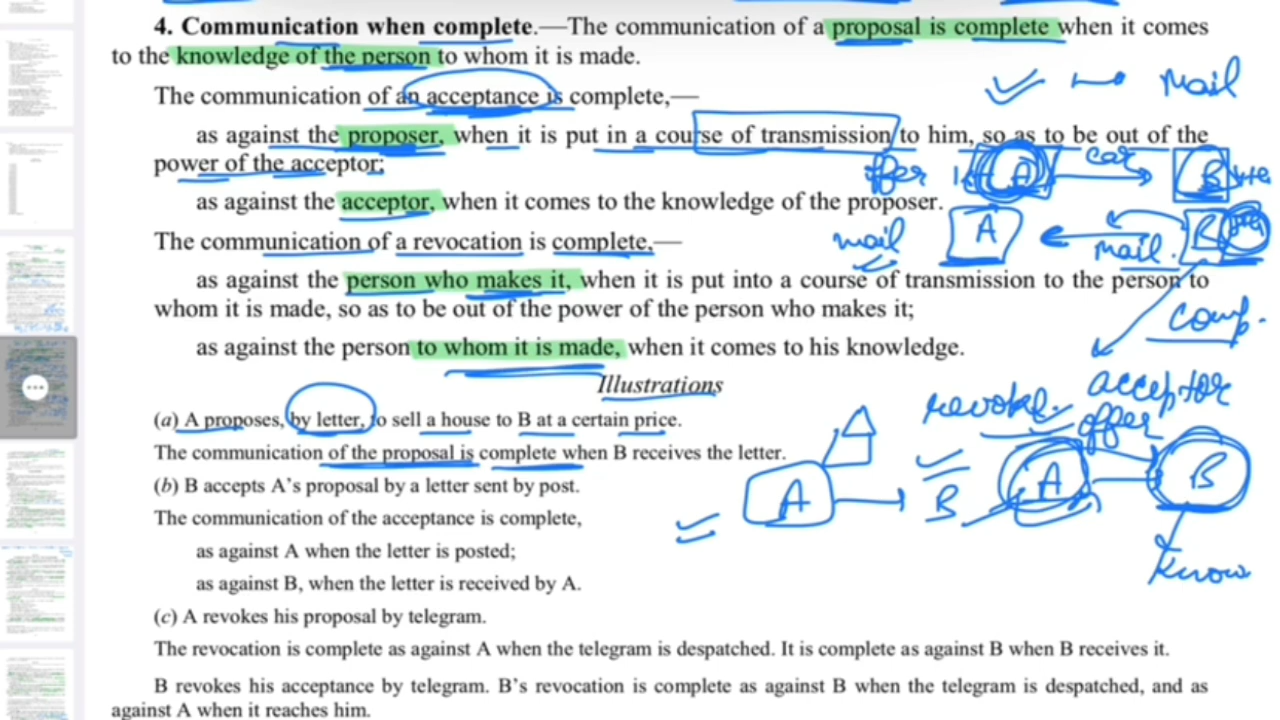 4. Communication when complete.—The communication of a proposal is complete when it comes
to the knowledge of the person to whom it is made.
Mail
The communication of an acceptance is complete,—
as against the proposer, when it is put in a course of transmission to him, so as to be out of the
power of the acceptor;
offer A car B
as against the acceptor, when it comes to the knowledge of the proposer.
mail A mail B
The communication of a revocation is complete,—
as against the person who makes it, when it is put into a course of transmission to the person to
whom it is made, so as to be out of the power of the person who makes it;
comp.
as against the person to whom it is made, when it comes to his knowledge.
acceptor
Illustrations
revoke offer
(a) A proposes, by letter, to sell a house to B at a certain price.
The communication of the proposal is complete when B receives the letter.
A B A B
(b) B accepts A's proposal by a letter sent by post.
The communication of the acceptance is complete,
as against A when the letter is posted;
know
as against B, when the letter is received by A.
(c) A revokes his proposal by telegram.
The revocation is complete as against A when the telegram is despatched. It is complete as against B when B receives it.
B revokes his acceptance by telegram. B's revocation is complete as against B when the telegram is despatched, and as
against A when it reaches him.